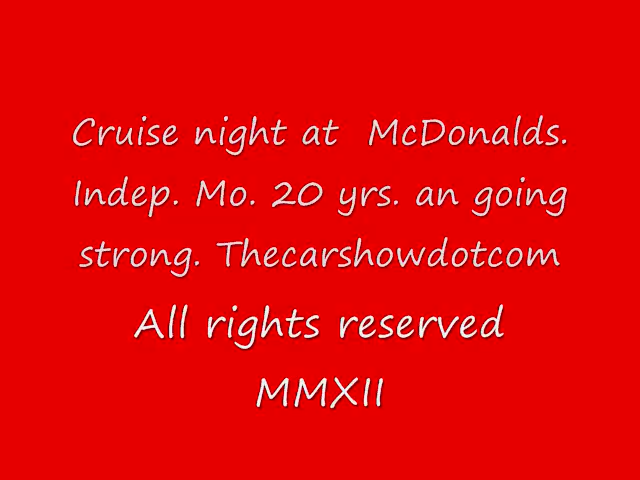 Cruise night at  McDonalds.
Indep. Mo. 20 yrs. an going
strong. Thecarshowdotcom
All rights reserved
MMXII